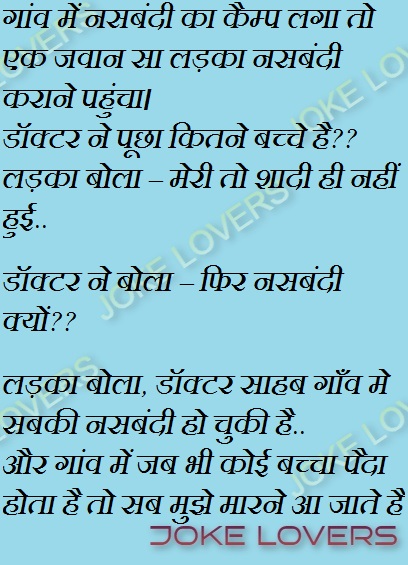 गांव में नसबंदी का कैम्प लगा तो
एक जवान सा लड़का नसबंदी
कराने पहुंचा।
डॉक्टर ने पूछा कितने बच्चे है??
लड़का बोला – मेरी तो शादी ही नहीं
हुई..
डॉक्टर ने बोला – फिर नसबंदी
क्यों??
लड़का बोला, डॉक्टर साहब गाँव मे
सबकी नसबंदी हो चुकी है..
और गांव में जब भी कोई बच्चा पैदा
होता है तो सब मुझे मारने आ जाते है
JOKE LOVERS